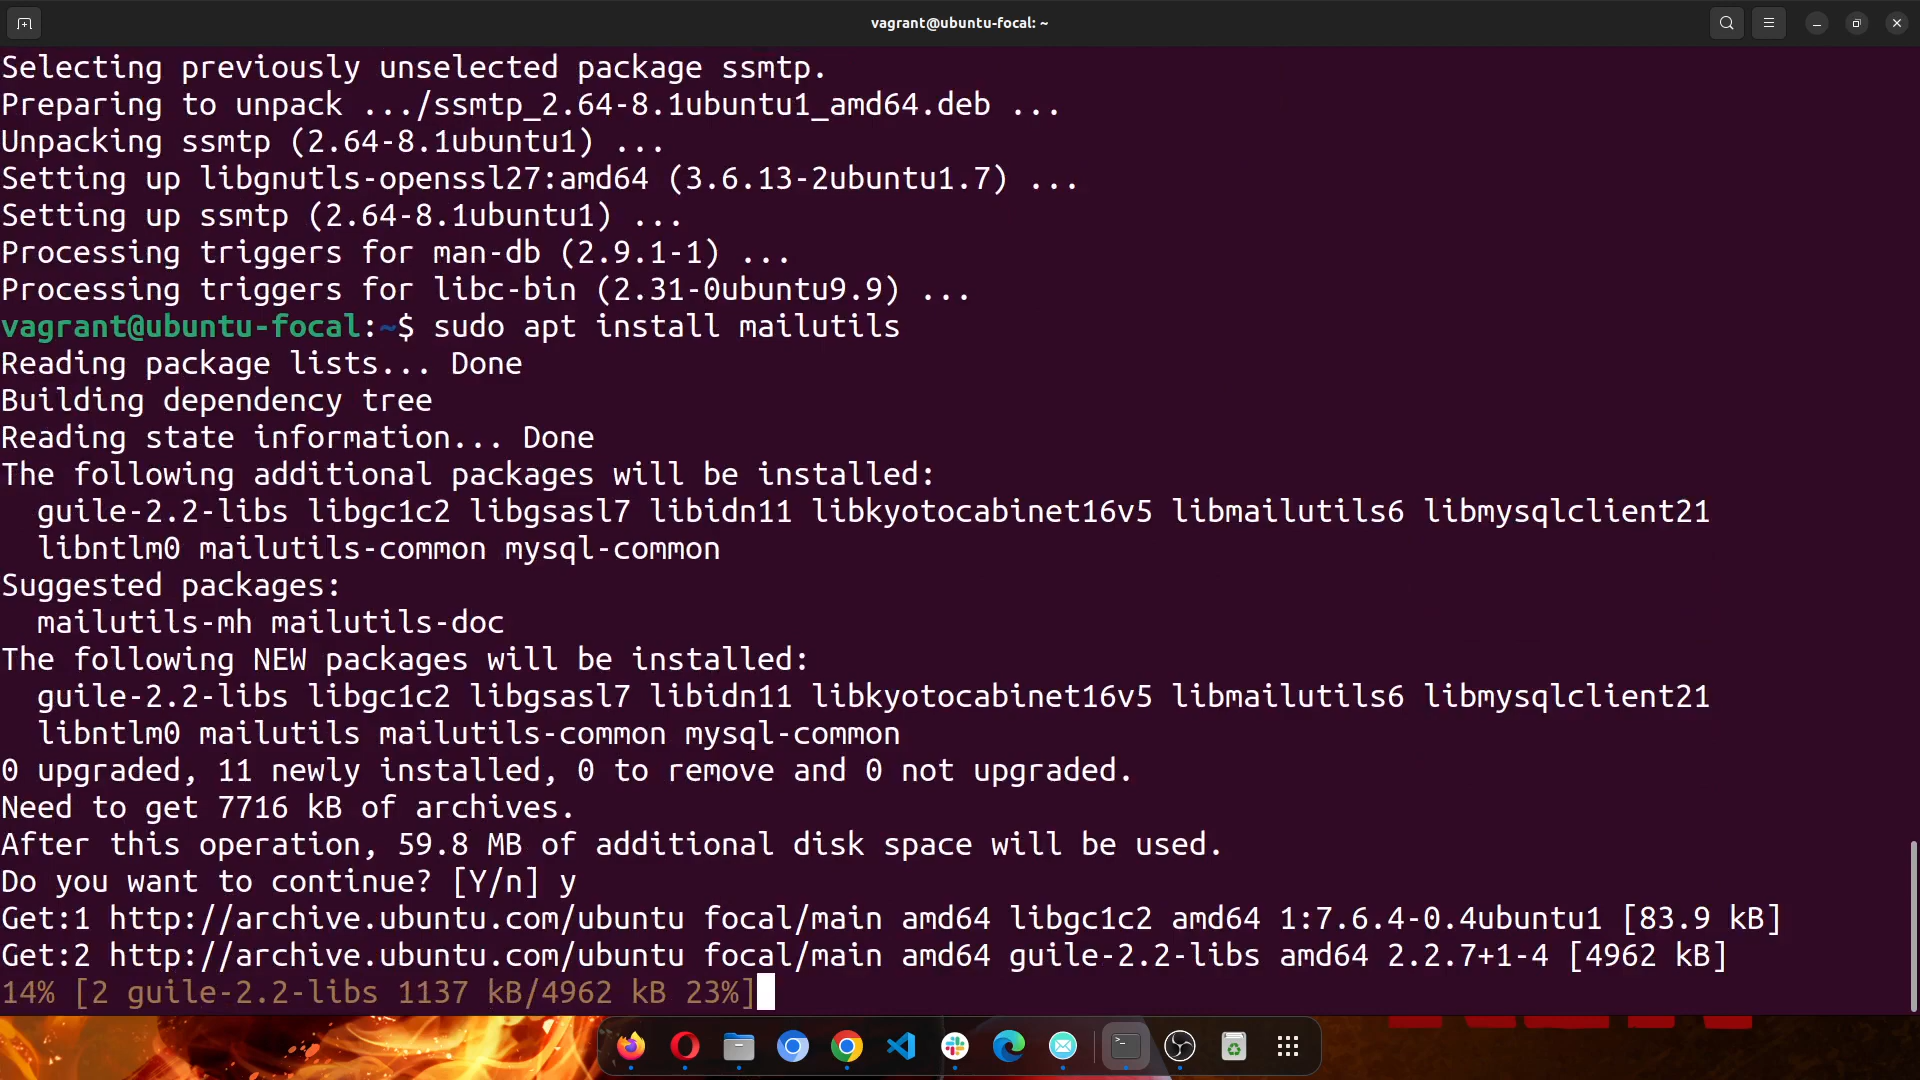 vagrant@ubuntu-focal: ~
Selecting previously unselected package ssmtp.
Preparing to unpack .../ssmtp_2.64-8.1ubuntu1_amd64.deb ...
Unpacking ssmtp (2.64-8.1ubuntu1) ...
Setting up libgnutls-openssl27:amd64 (3.6.13-2ubuntu1.7) ...
Setting up ssmtp (2.64-8.1ubuntu1) ...
Processing triggers for man-db (2.9.1-1) ...
Processing triggers for libc-bin (2.31-0ubuntu9.9) ...
vagrant@ubuntu-focal:~$ sudo apt install mailutils
Reading package lists... Done
Building dependency tree
Reading state information... Done
The following additional packages will be installed:
  guile-2.2-libs libgc1c2 libgsasl7 libidn11 libkyotocabinet16v5 libmailutils6 libmysqlclient21
  libntlm0 mailutils-common mysql-common
Suggested packages:
  mailutils-mh mailutils-doc
The following NEW packages will be installed:
  guile-2.2-libs libgc1c2 libgsasl7 libidn11 libkyotocabinet16v5 libmailutils6 libmysqlclient21
  libntlm0 mailutils mailutils-common mysql-common
0 upgraded, 11 newly installed, 0 to remove and 0 not upgraded.
Need to get 7716 kB of archives.
After this operation, 59.8 MB of additional disk space will be used.
Do you want to continue? [Y/n] y
Get:1 http://archive.ubuntu.com/ubuntu focal/main amd64 libgc1c2 amd64 1:7.6.4-0.4ubuntu1 [83.9 kB]
Get:2 http://archive.ubuntu.com/ubuntu focal/main amd64 guile-2.2-libs amd64 2.2.7+1-4 [4962 kB]
14% [2 guile-2.2-libs 1137 kB/4962 kB 23%]